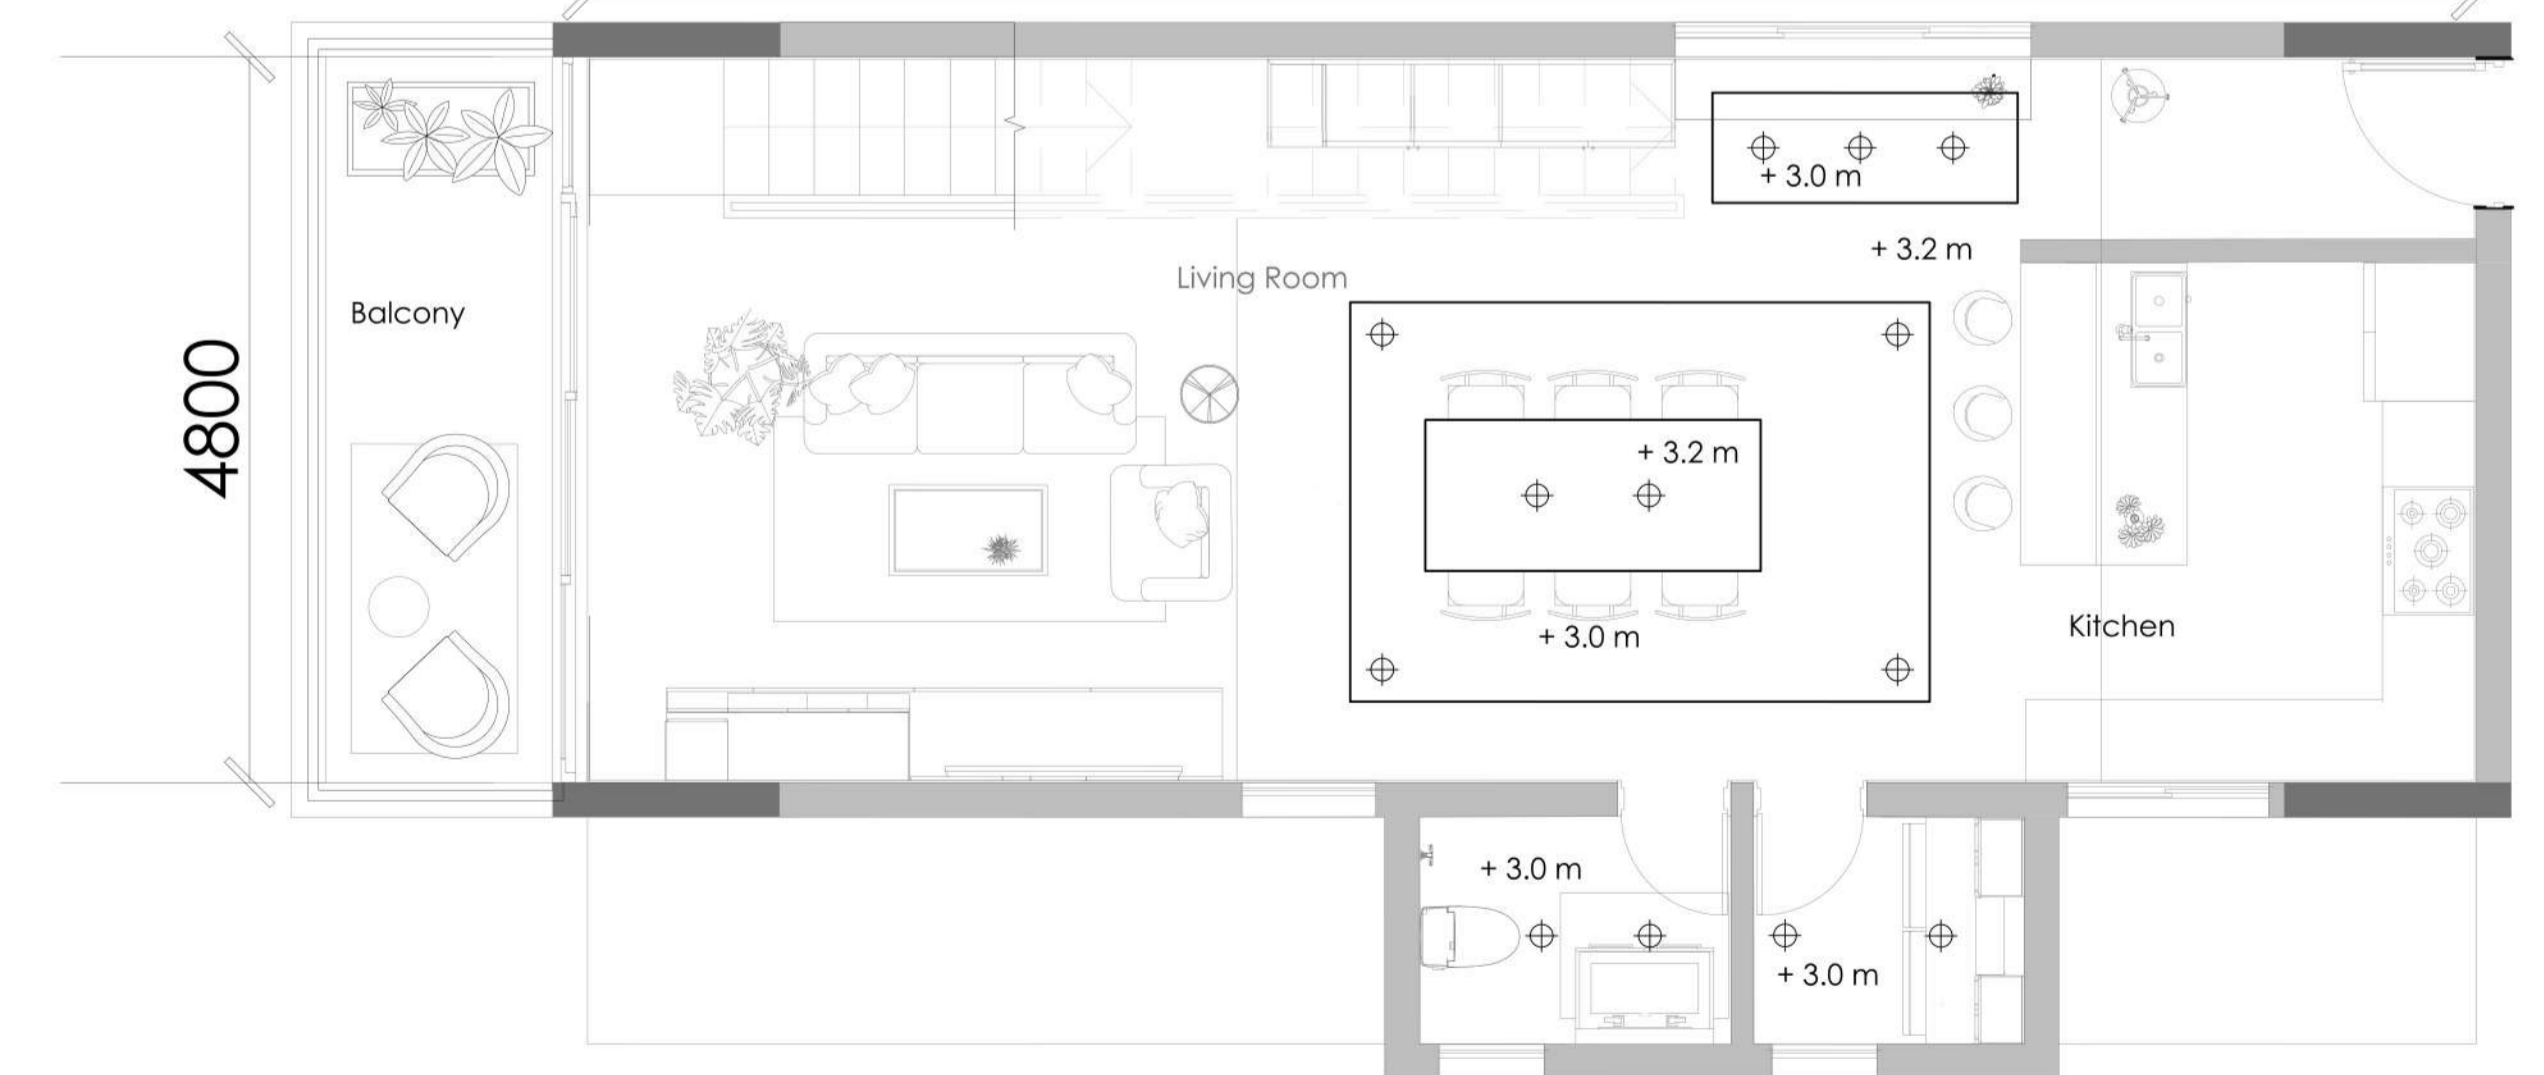 + 3.0 m
+ 3.2 m
Living Room
Balcony
4800
+ 3.2 m
+ 3.0 m
Kitchen
+ 3.0 m
+ 3.0 m